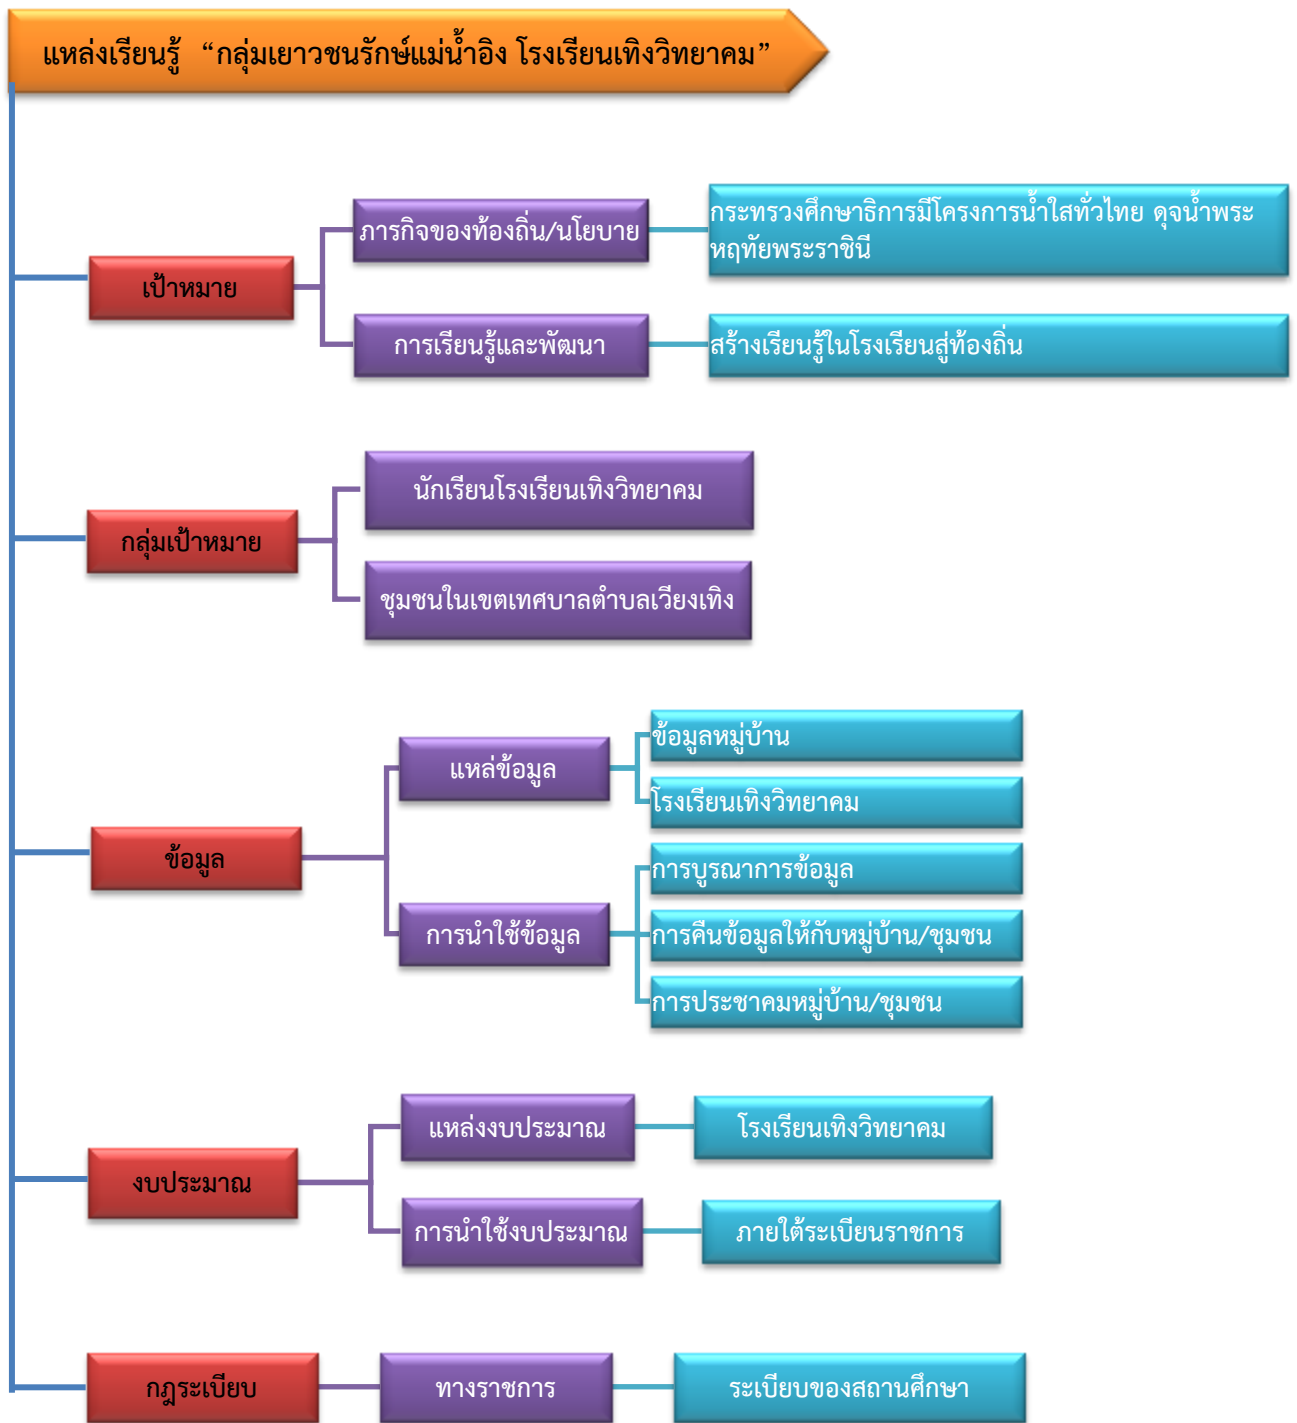 แหล่งเรียนรู้ “กลุ่มเยาวชนรักษ์แม่น้ำอิง โรงเรียนเทิงวิทยาคม”
เป้าหมาย
ภารกิจของท้องถิ่น/นโยบาย
กระทรวงศึกษาธิการมีโครงการน้ำใสทั่วไทย ดุจน้ำพระ
หฤทัยพระราชินี
การเรียนรู้และพัฒนา
สร้างเรียนรู้ในโรงเรียนสู่ท้องถิ่น
กลุ่มเป้าหมาย
นักเรียนโรงเรียนเทิงวิทยาคม
ชุมชนในเขตเทศบาลตำบลเวียงเทิง
ข้อมูล
แหล่ข้อมูล
ข้อมูลหมู่บ้าน
โรงเรียนเทิงวิทยาคม
การนำใช้ข้อมูล
การบูรณาการข้อมูล
การคืนข้อมูลให้กับหมู่บ้าน/ชุมชน
การประชาคมหมู่บ้าน/ชุมชน
งบประมาณ
แหล่งงบประมาณ
โรงเรียนเทิงวิทยาคม
การนำใช้งบประมาณ
ภายใต้ระเบียนราชการ
กฎระเบียบ
ทางราชการ
ระเบียบของสถานศึกษา